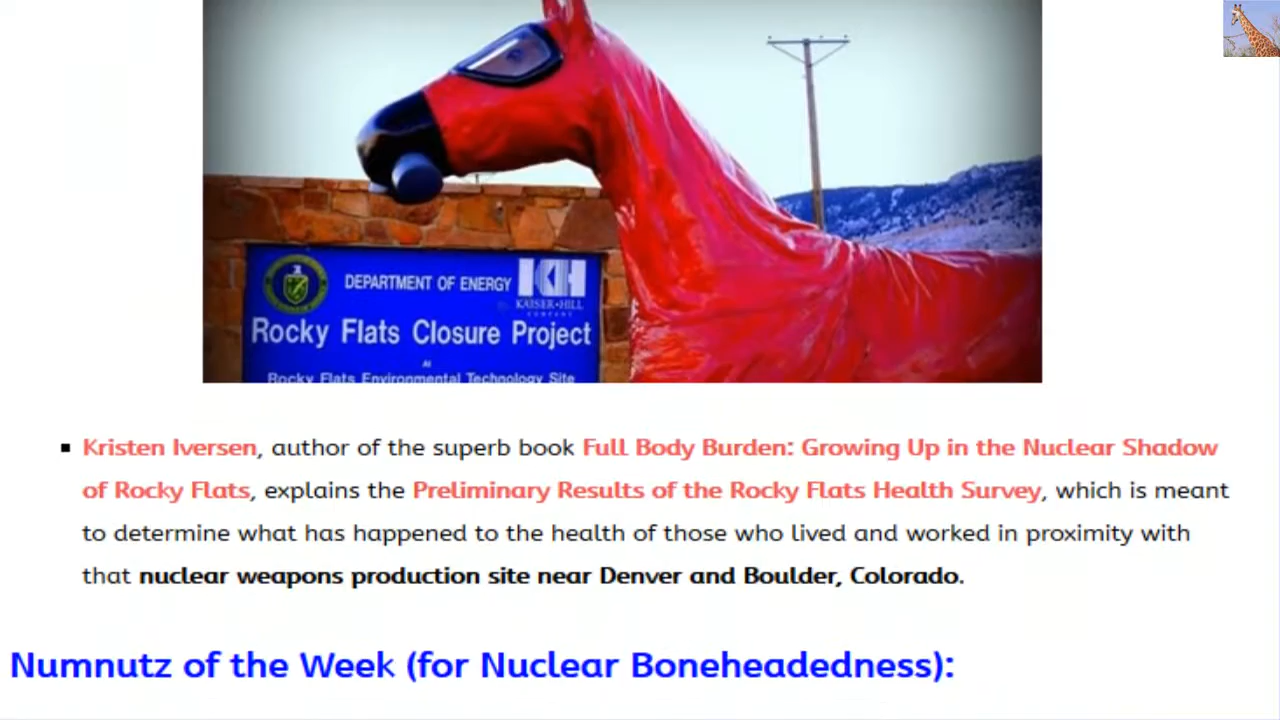 DEPARTMENT OF ENERGY
KAISER•HILL
COMPANY
Rocky Flats Closure Project
At
Rocky Flats Environmental Technology Site
Kristen Iversen, author of the superb book Full Body Burden: Growing Up in the Nuclear Shadow
of Rocky Flats, explains the Preliminary Results of the Rocky Flats Health Survey, which is meant
to determine what has happened to the health of those who lived and worked in proximity with
that nuclear weapons production site near Denver and Boulder, Colorado.
Numnutz of the Week (for Nuclear Boneheadedness):